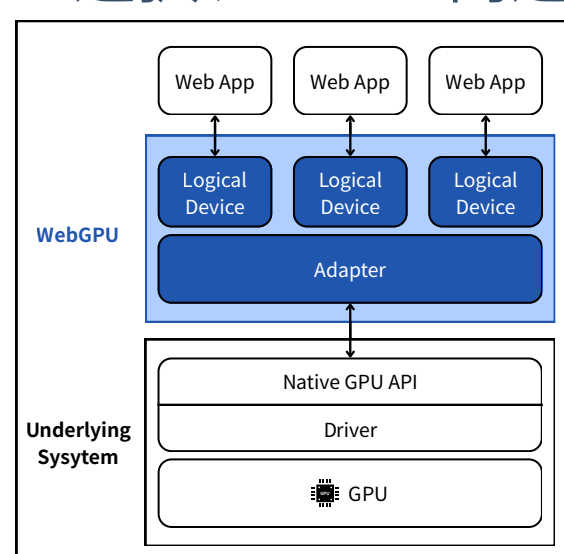 Web App
Web App
Web App
Logical
Device
Logical
Device
Logical
Device
WebGPU
Adapter
Native GPU API
Underlying
Sysytem
Driver
GPU